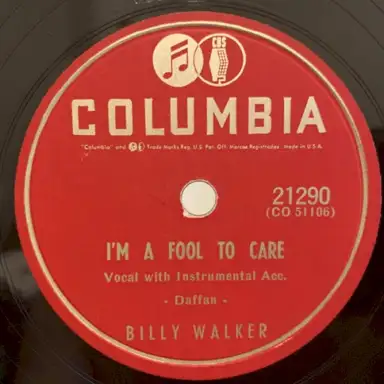 CBS
COLUMBIA
"Columbia" and Trade Marks Reg. U.S. Pat. Off. Marcas Registradas. Made in U.S.A.
21290
(CO 51106)
I'M A FOOL TO CARE
Vocal with Instrumental Acc.
- Daffan -
BILLY WALKER